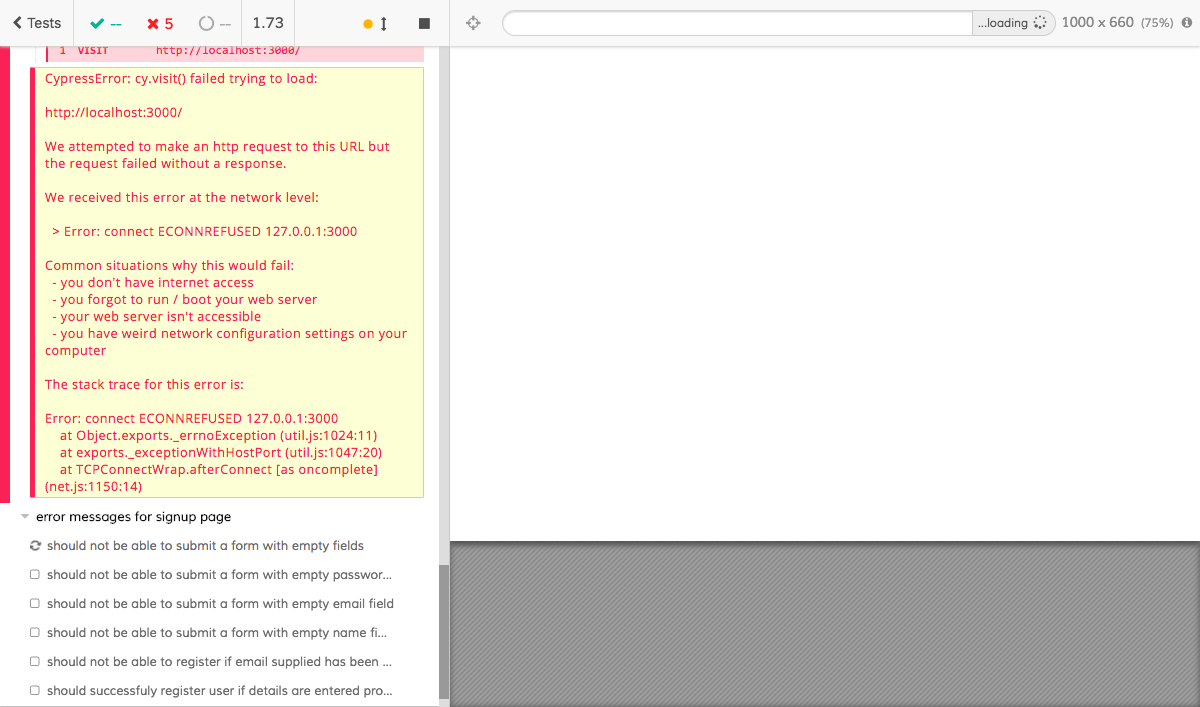 Tests
--
5
--
1.73
...loading
1000 x 660 (75%)
1 VISIT http://localhost:3000/
CypressError: cy.visit() failed trying to load:
http://localhost:3000/
We attempted to make an http request to this URL but
the request failed without a response.
We received this error at the network level:
> Error: connect ECONNREFUSED 127.0.0.1:3000
Common situations why this would fail:
- you don't have internet access
- you forgot to run / boot your web server
- your web server isn't accessible
- you have weird network configuration settings on your
computer
The stack trace for this error is:
Error: connect ECONNREFUSED 127.0.0.1:3000
at Object.exports._errnoException (util.js:1024:11)
at exports._exceptionWithHostPort (util.js:1047:20)
at TCPConnectWrap.afterConnect [as oncomplete]
(net.js:1150:14)
error messages for signup page
should not be able to submit a form with empty fields
should not be able to submit a form with empty passwor...
should not be able to submit a form with empty email field
should not be able to submit a form with empty name fi...
should not be able to register if email supplied has been ...
should successfuly register user if details are entered pro...